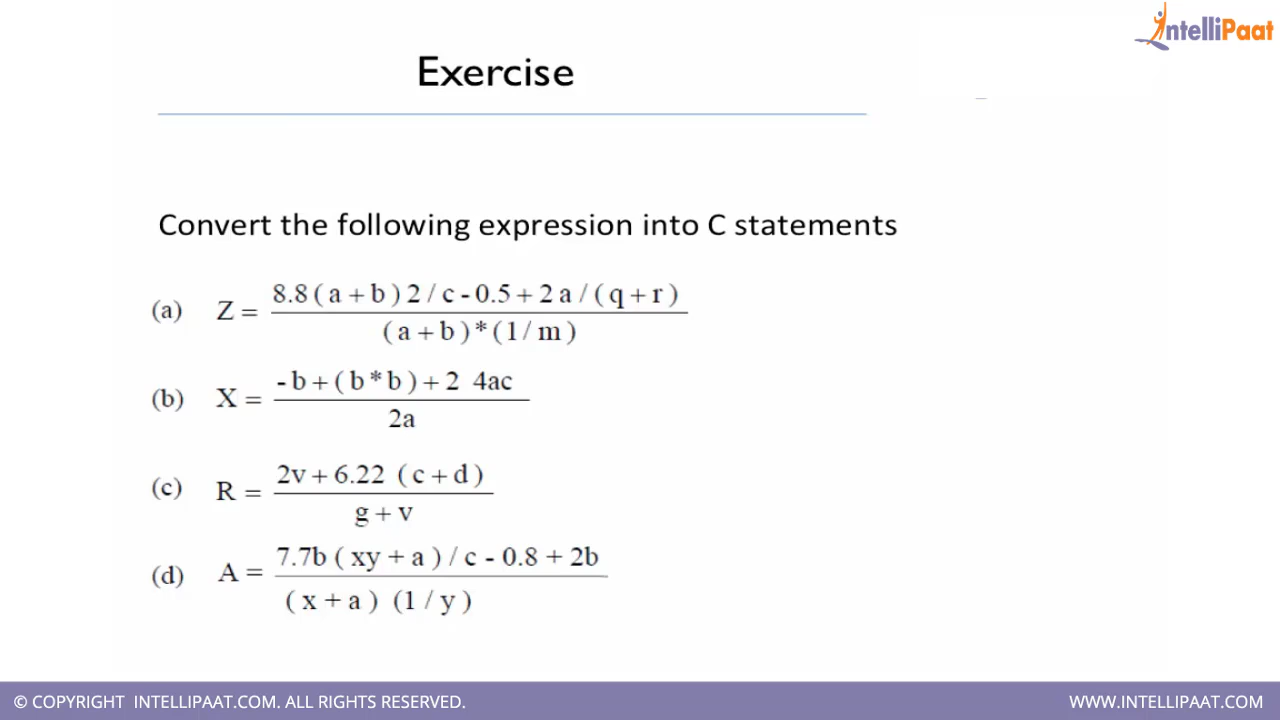 IntelliPaat
Exercise
Convert the following expression into C statements
(a) Z = 8.8 ( a + b ) 2 / c - 0.5 + 2 a / ( q + r )
( a + b ) * ( 1 / m )
(b) X = - b + ( b * b ) + 2 4ac
2a
(c) R = 2v + 6.22 ( c + d )
g + v
(d) A = 7.7b ( xy + a ) / c - 0.8 + 2b
( x + a ) (1 / y )
© COPYRIGHT INTELLIPAAT.COM. ALL RIGHTS RESERVED.
WWW.INTELLIPAAT.COM